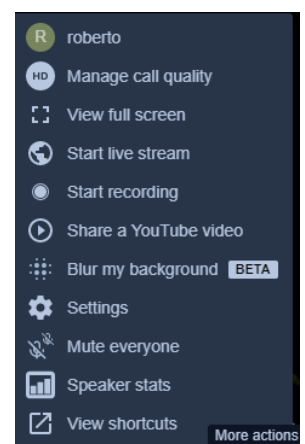 R roberto
HD Manage call quality
View full screen
Start live stream
Start recording
Share a YouTube video
Blur my background BETA
Settings
Mute everyone
Speaker stats
View shortcuts
More actions